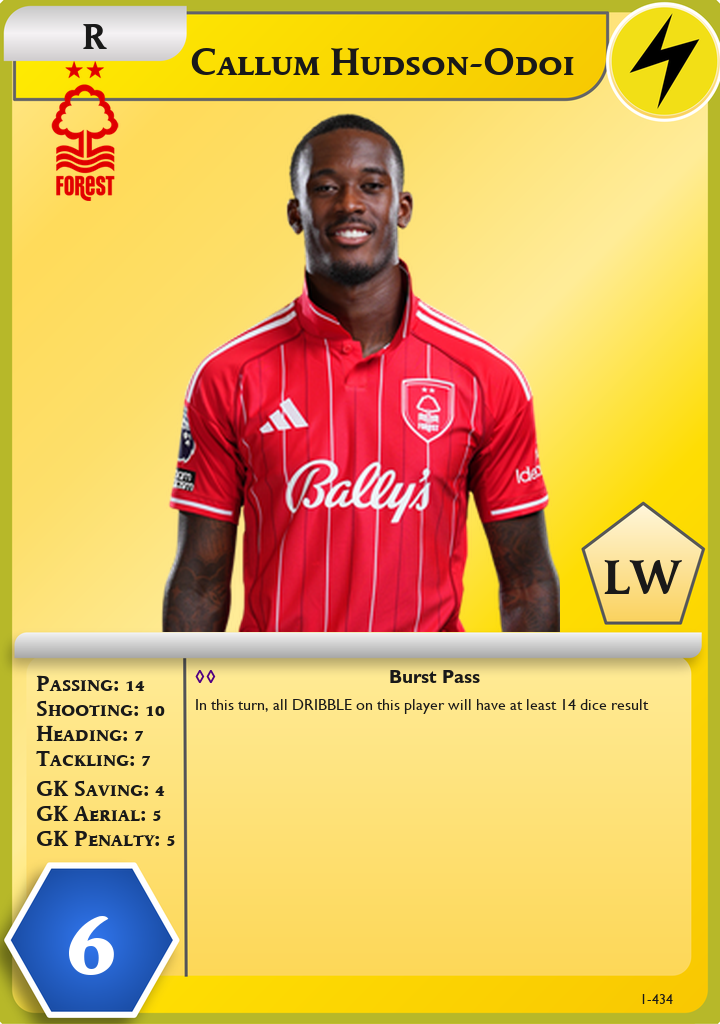 R
Callum Hudson-Odoi
FOREST
FOREST
Bally's
LW
Passing: 14
Shooting: 10
Heading: 7
Tackling: 7
GK Saving: 4
GK Aerial: 5
GK Penalty: 5
Burst Pass
In this turn, all DRIBBLE on this player will have at least 14 dice result
6
1-434